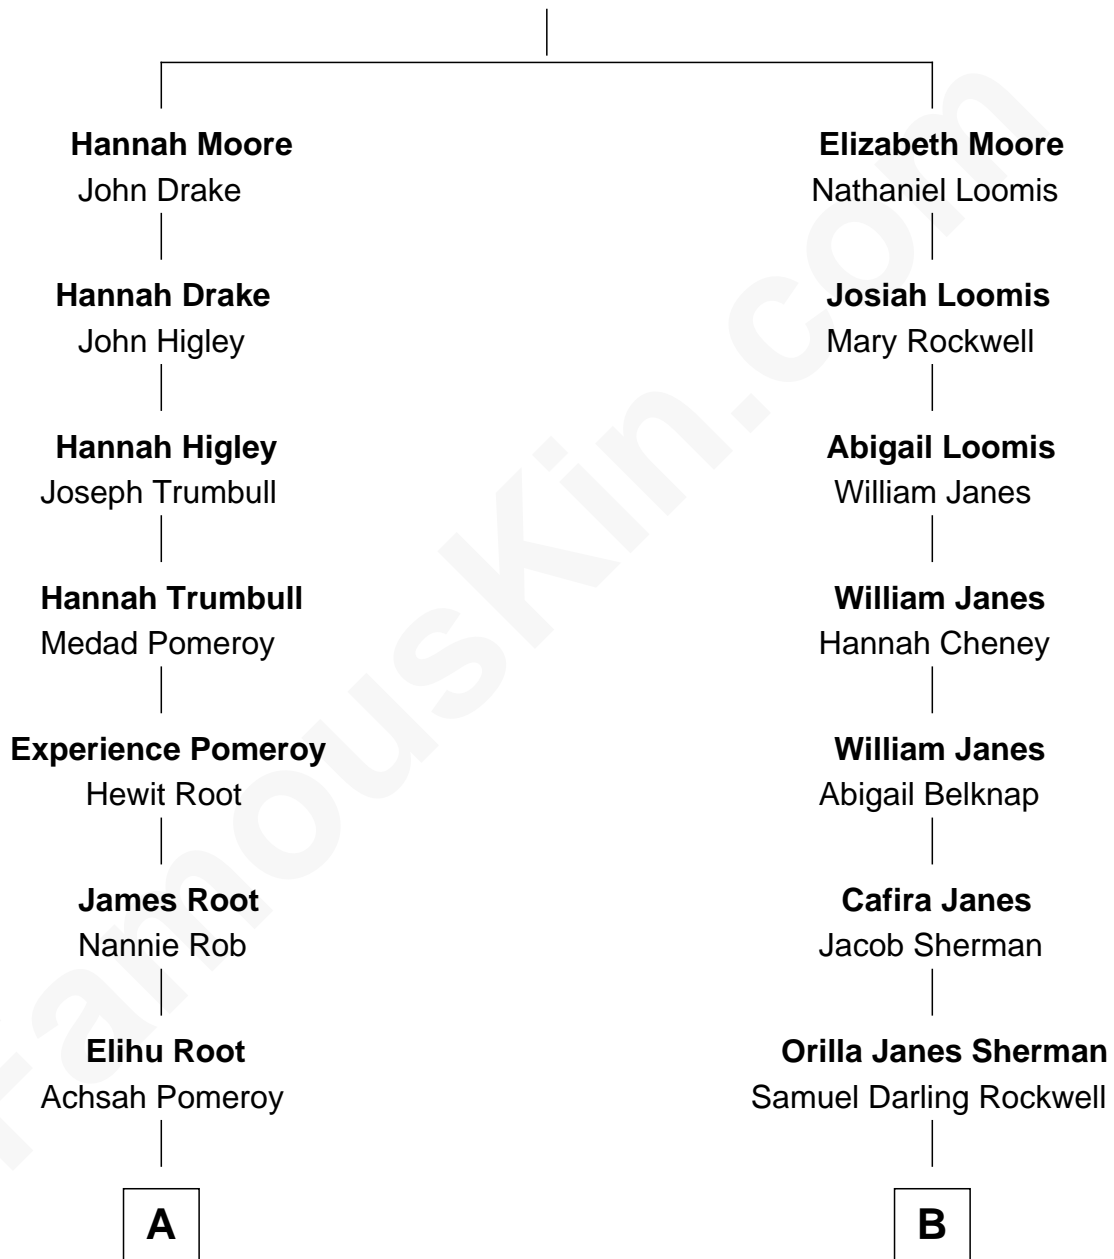 Hannah Moore
John Drake
Hannah Drake
John Higley
Hannah Higley
Joseph Trumbull
Hannah Trumbull
Medad Pomeroy
Experience Pomeroy
Hewit Root
James Root
Nannie Rob
Elihu Root
Achsah Pomeroy
A
Elizabeth Moore
Nathaniel Loomis
Josiah Loomis
Mary Rockwell
Abigail Loomis
William Janes
William Janes
Hannah Cheney
William Janes
Abigail Belknap
Cafira Janes
Jacob Sherman
Orilla Janes Sherman
Samuel Darling Rockwell
B
FamousKin.com